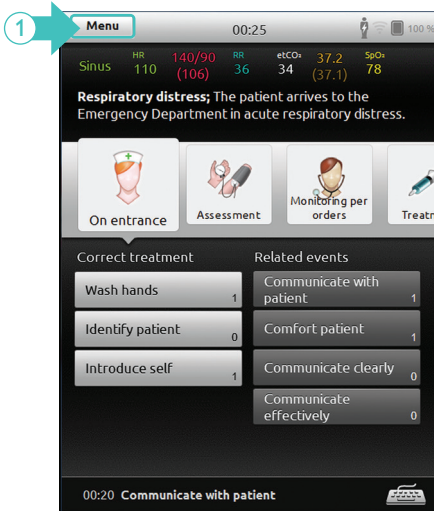 1
Menu
00:25
100 %
Sinus
HR
110
140/90
(106)
RR
36
etCO₂
34
37.2
(37.1)
SpO₂
78
Respiratory distress; The patient arrives to the
Emergency Department in acute respiratory distress.
On entrance
Assessment
Monitoring per
orders
Treatr
Correct treatment
Wash hands
1
Identify patient
0
Introduce self
1
Related events
Communicate with
patient
1
Comfort patient
1
Communicate clearly
0
Communicate
effectively
0
00:20 Communicate with patient